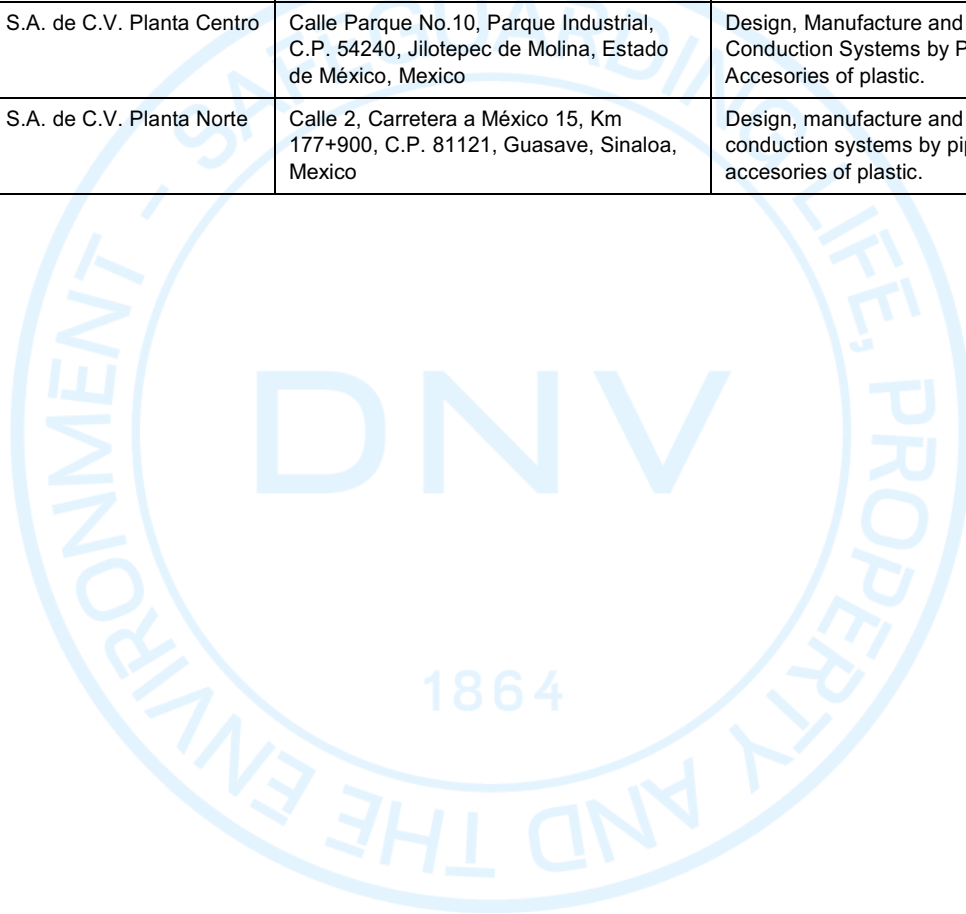 S.A. de C.V. Planta Centro
Calle Parque No.10, Parque Industrial,
C.P. 54240, Jilotepec de Molina, Estado
de México, Mexico
Design, Manufacture and
Conduction Systems by P
Accesories of plastic.
S.A. de C.V. Planta Norte
Calle 2, Carretera a México 15, Km
177+900, C.P. 81121, Guasave, Sinaloa,
Mexico
Design, manufacture and
conduction systems by pip
accesories of plastic.
SAFEGUARDING LIFE, PROPERTY AND THE ENVIRONMENT -
DNV
1864